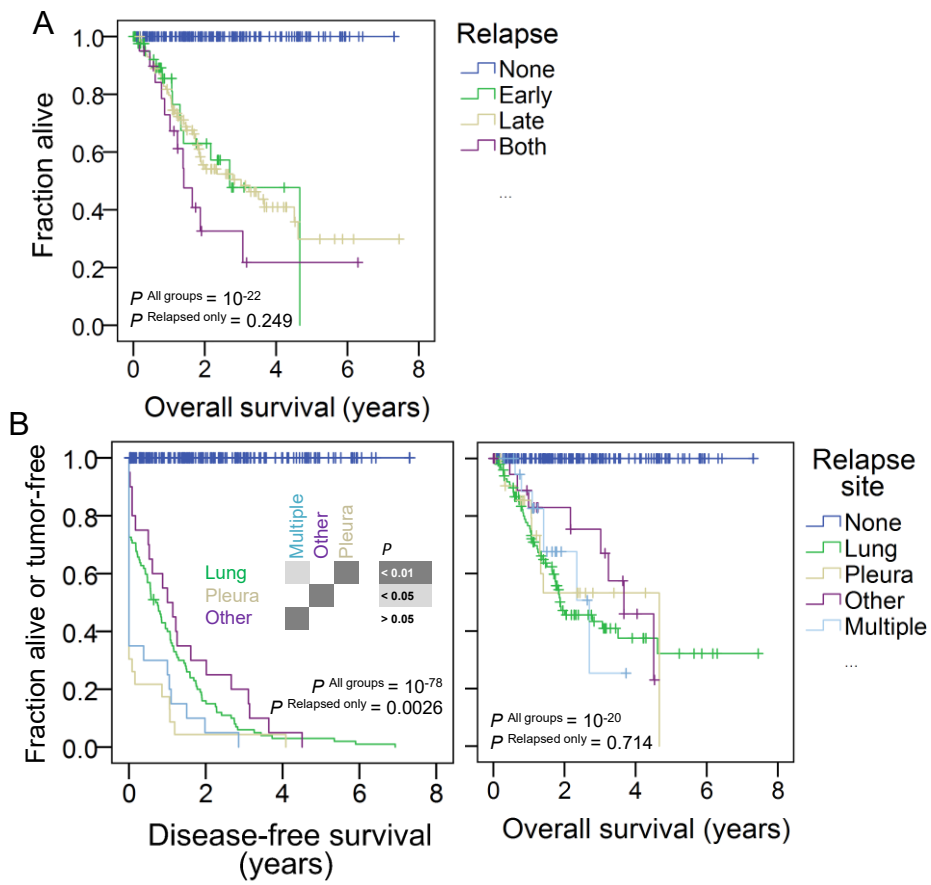 A
Relapse
None
Early
Late
Both
...
Fraction alive
1.0
0.8
0.6
0.4
0.2
0.0
P All groups = 10-22
P Relapsed only = 0.249
0 2 4 6 8
Overall survival (years)
B
Fraction alive or tumor-free
1.0
0.8
0.6
0.4
0.2
0.0
Multiple
Other
Pleura
P
Lung < 0.01
Pleura < 0.05
Other > 0.05
P All groups = 10-78
P Relapsed only = 0.0026
0 2 4 6 8
Disease-free survival
(years)
P All groups = 10-20
P Relapsed only = 0.714
0 2 4 6 8
Overall survival (years)
Relapse
site
None
Lung
Pleura
Other
Multiple
...